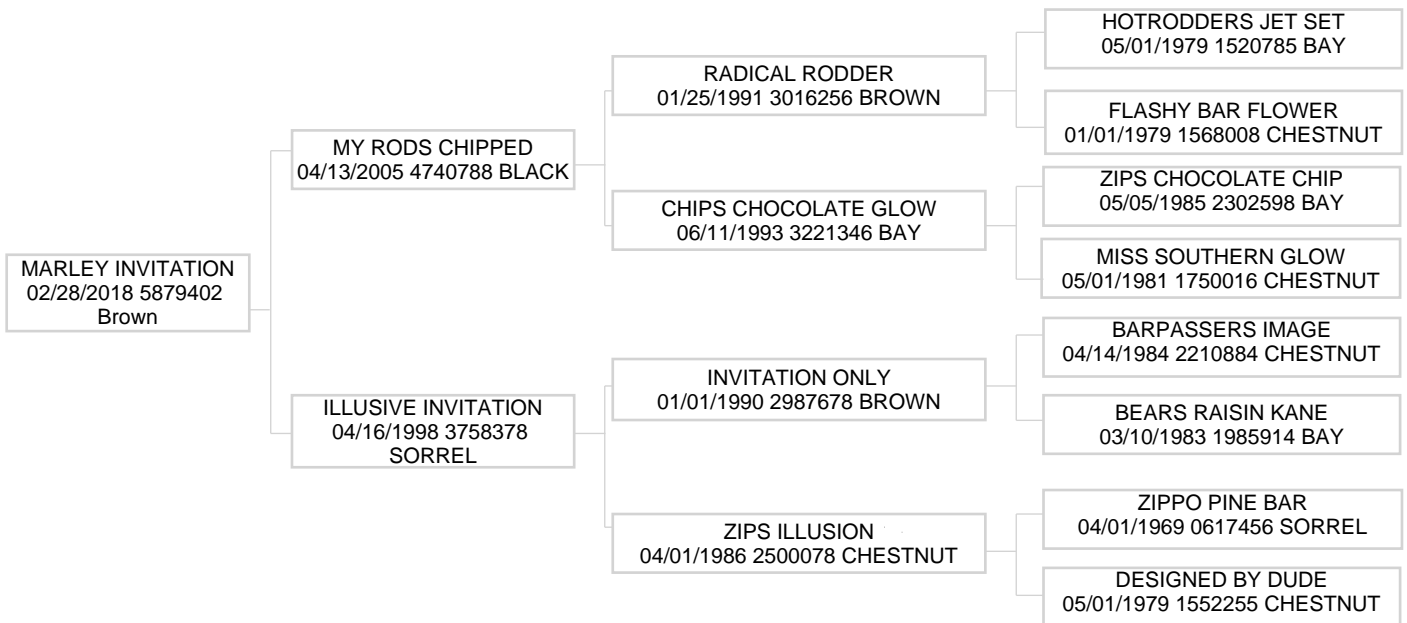 HOTRODDERS JET SET
05/01/1979 1520785 BAY
RADICAL RODDER
01/25/1991 3016256 BROWN
FLASHY BAR FLOWER
01/01/1979 1568008 CHESTNUT
MY RODS CHIPPED
04/13/2005 4740788 BLACK
ZIPS CHOCOLATE CHIP
05/05/1985 2302598 BAY
CHIPS CHOCOLATE GLOW
06/11/1993 3221346 BAY
MISS SOUTHERN GLOW
05/01/1981 1750016 CHESTNUT
MARLEY INVITATION
02/28/2018 5879402
Brown
BARPASSERS IMAGE
04/14/1984 2210884 CHESTNUT
INVITATION ONLY
01/01/1990 2987678 BROWN
ILLUSIVE INVITATION
04/16/1998 3758378
SORREL
BEARS RAISIN KANE
03/10/1983 1985914 BAY
ZIPPO PINE BAR
04/01/1969 0617456 SORREL
ZIPS ILLUSION
04/01/1986 2500078 CHESTNUT
DESIGNED BY DUDE
05/01/1979 1552255 CHESTNUT